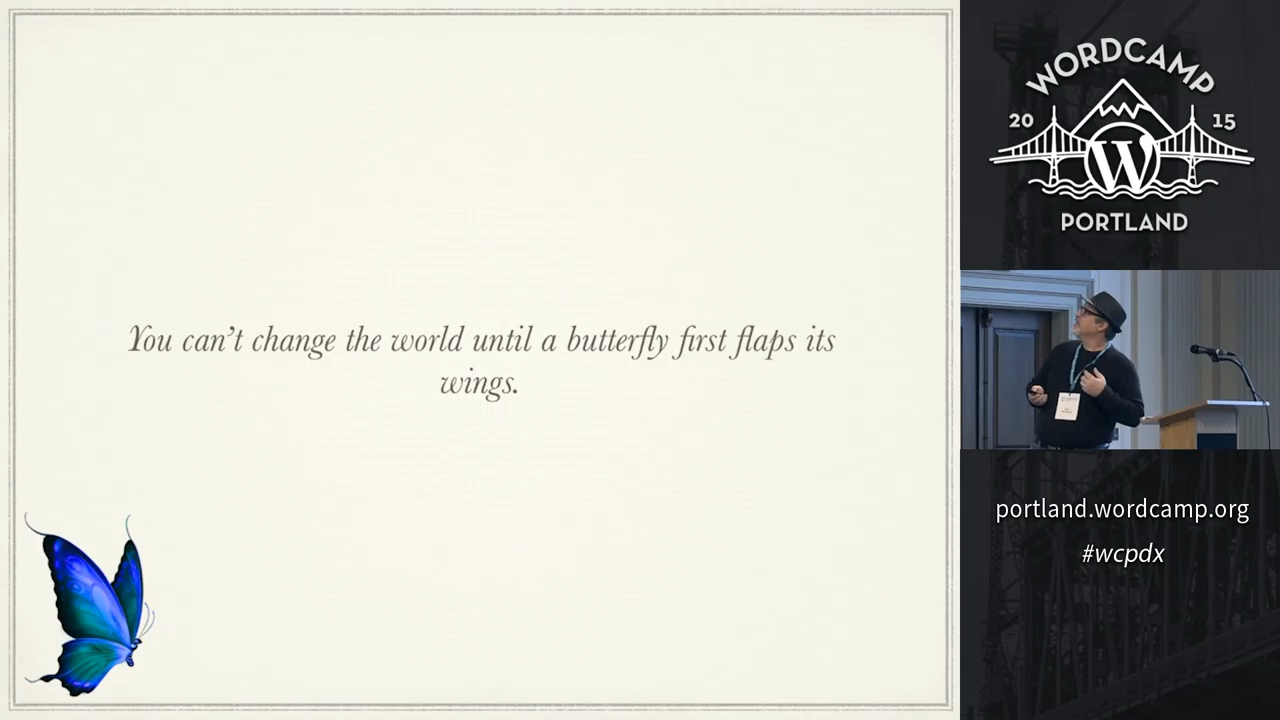 You can’t change the world until a butterfly first flaps its
wings.
WORDCAMP
20 15
W
PORTLAND
portland.wordcamp.org
#wcpdx